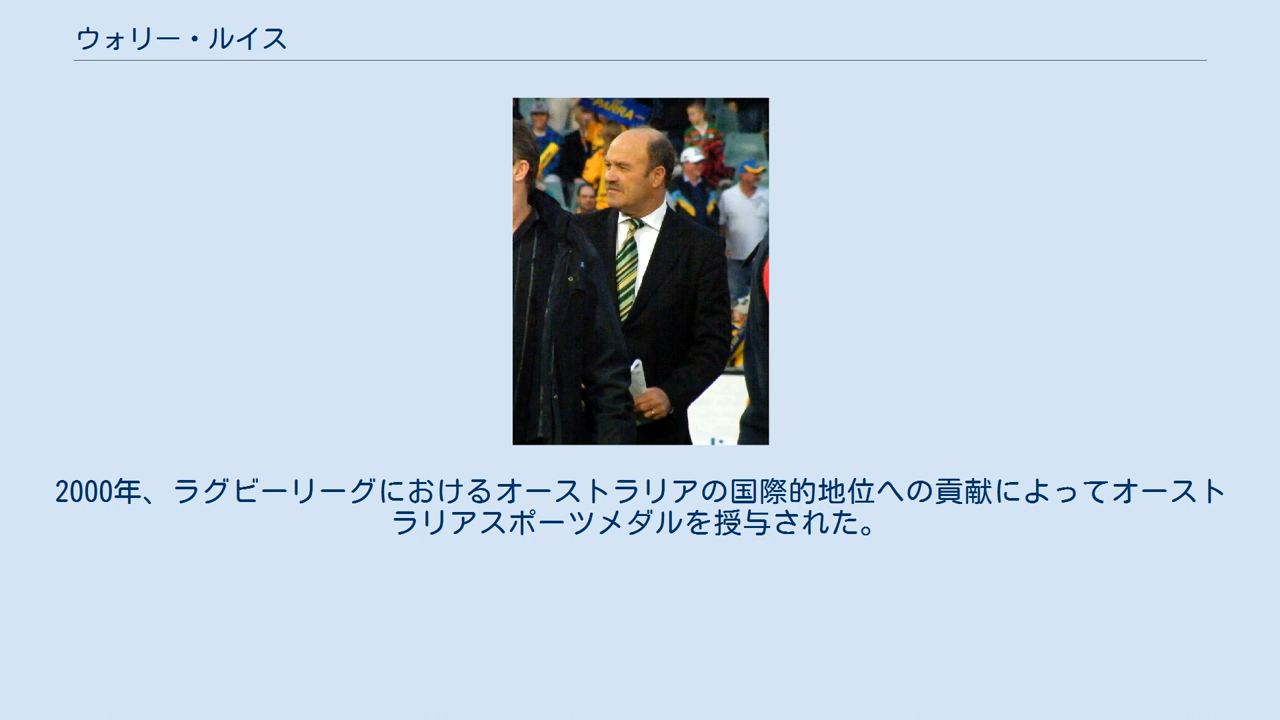 ウォリー・ルイス
PARRA
2000年、ラグビーリーグにおけるオーストラリアの国際的地位への貢献によってオースト
ラリアスポーツメダルを授与された。